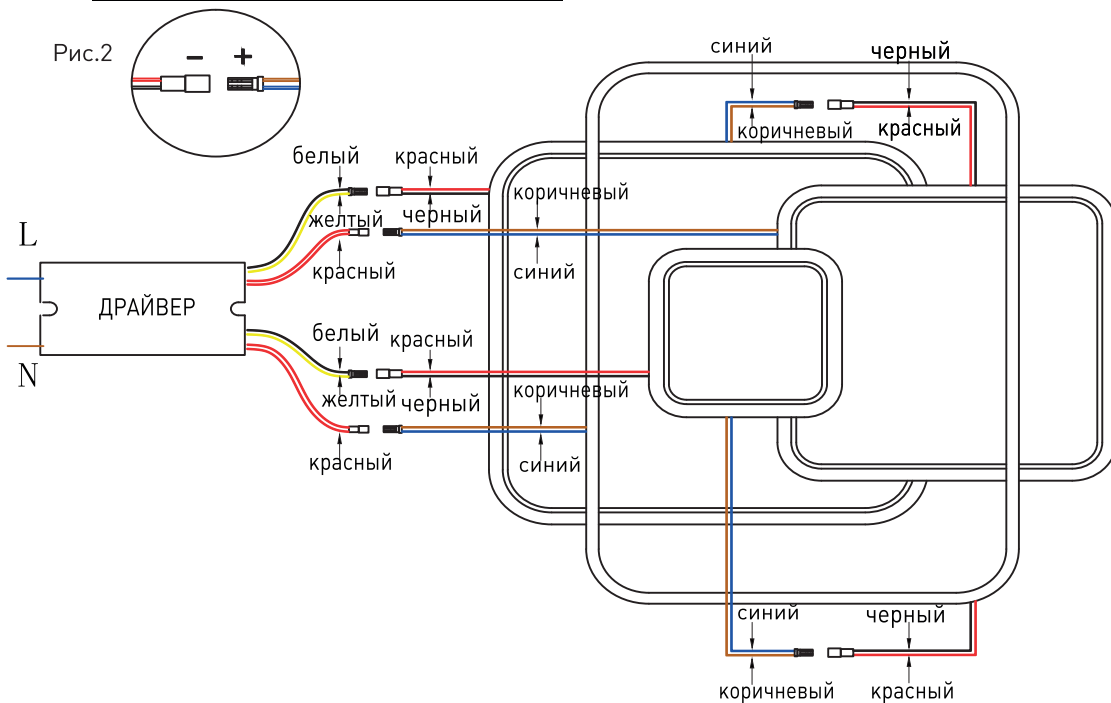 Рис.2
- +
синий
черный
коричневый
красный
белый
красный
коричневый
желтый
черный
L
красный
синий
ДРАЙВЕР
белый
красный
N
коричневый
желтый
черный
красный
синий
синий
черный
коричневый
красный